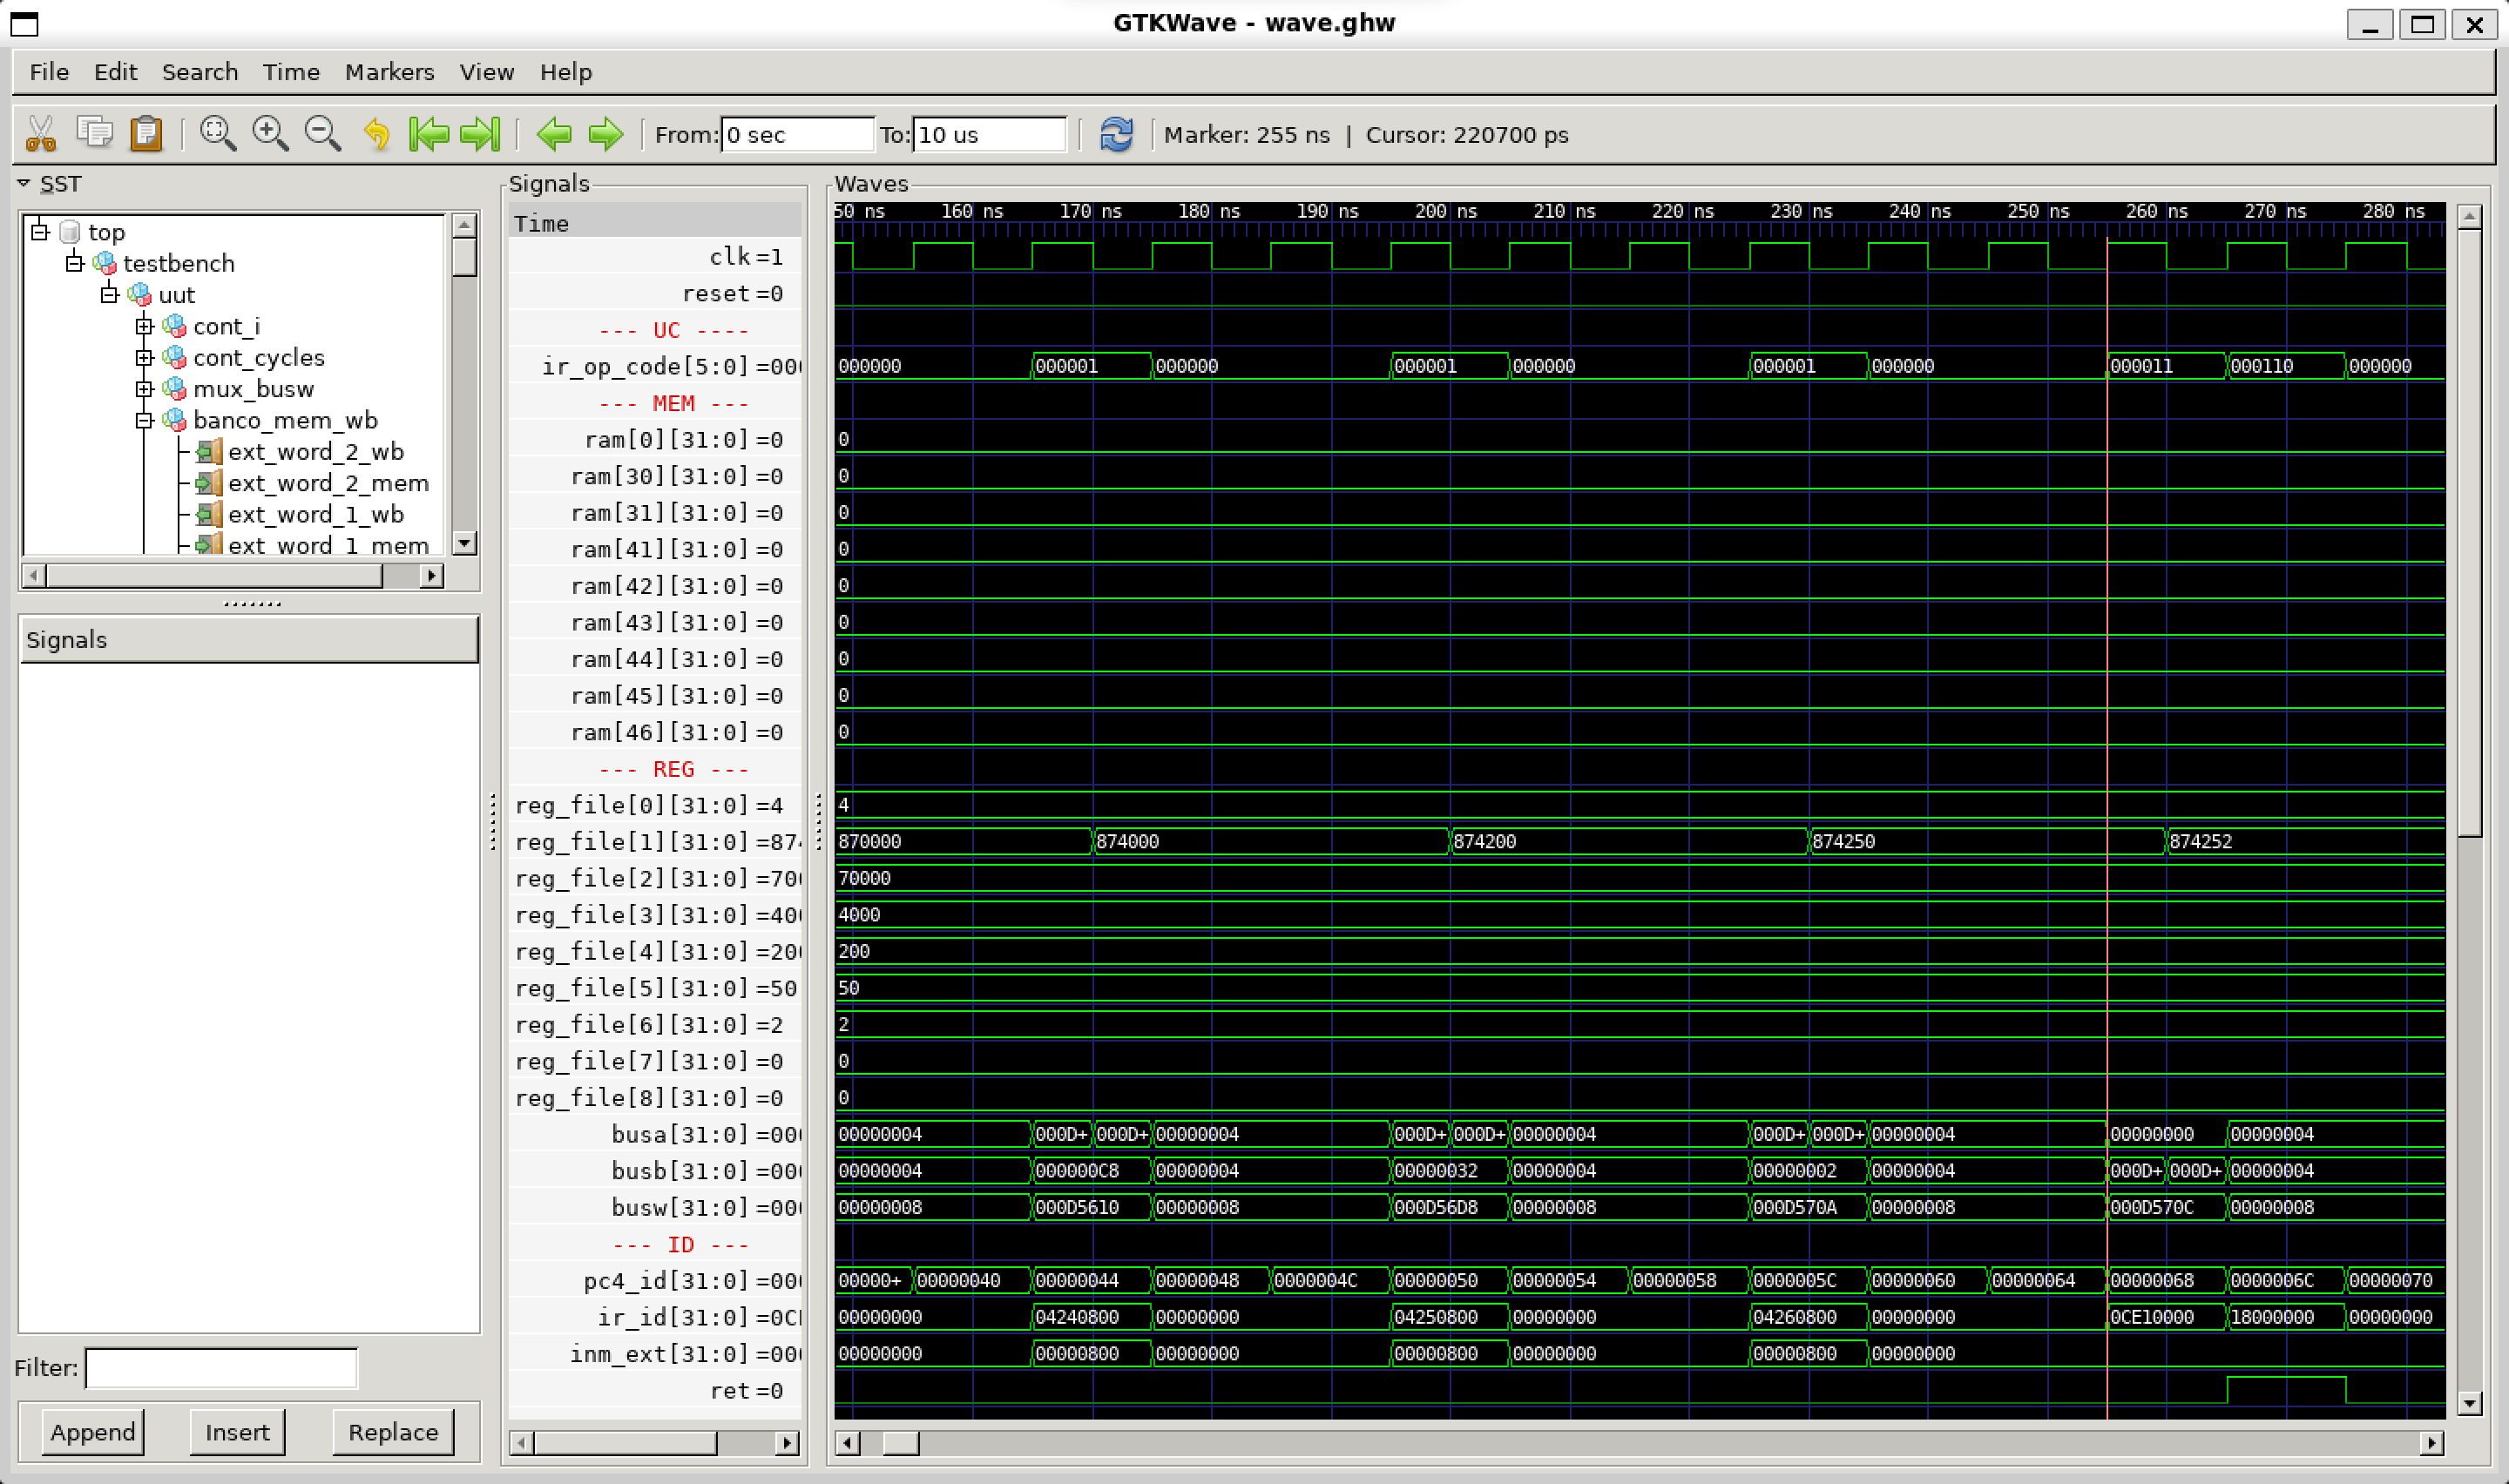 GTKWave - wave.ghw
File Edit Search Time Markers View Help
From: 0 sec To: 10 us Marker: 255 ns | Cursor: 220700 ps
SST
top
testbench
uut
cont_i
cont_cycles
mux_busw
banco_mem_wb
ext_word_2_wb
ext_word_2_mem
ext_word_1_wb
ext_word_1_mem
Signals
Filter:
Append Insert Replace
Signals
Time
clk =1
reset =0
--- UC ----
ir_op_code[5:0] =000
--- MEM ---
ram[0][31:0] =0
ram[30][31:0] =0
ram[31][31:0] =0
ram[41][31:0] =0
ram[42][31:0] =0
ram[43][31:0] =0
ram[44][31:0] =0
ram[45][31:0] =0
ram[46][31:0] =0
--- REG ---
reg_file[0][31:0] =4
reg_file[1][31:0] =874
reg_file[2][31:0] =700
reg_file[3][31:0] =400
reg_file[4][31:0] =200
reg_file[5][31:0] =50
reg_file[6][31:0] =2
reg_file[7][31:0] =0
reg_file[8][31:0] =0
busa[31:0] =000
busb[31:0] =000
busw[31:0] =000
--- ID ---
pc4_id[31:0] =000
ir_id[31:0] =0CE
inm_ext[31:0] =000
ret =0
Waves
50 ns 160 ns 170 ns 180 ns 190 ns 200 ns 210 ns 220 ns 230 ns 240 ns 250 ns 260 ns 270 ns 280 ns
000000 000001 000000 000001 000000 000001 000000 000011 000110 000000
0
0
0
0
0
0
0
0
0
4
870000 874000 874200 874250 874252
70000
4000
200
50
2
0
0
00000004 000D+ 000D+ 00000004 000D+ 000D+ 00000004 000D+ 000D+ 00000004 00000000 00000004
00000004 000000C8 00000004 00000032 00000004 00000002 00000004 000D+ 000D+ 00000004
00000008 000D5610 00000008 000D56D8 00000008 000D570A 00000008 000D570C 00000008
00000+ 00000040 00000044 00000048 0000004C 00000050 00000054 00000058 0000005C 00000060 00000064 00000068 0000006C 00000070
00000000 04240800 00000000 04250800 00000000 04260800 00000000 0CE10000 18000000 00000000
00000000 00000800 00000000 00000800 00000000 00000800 00000000